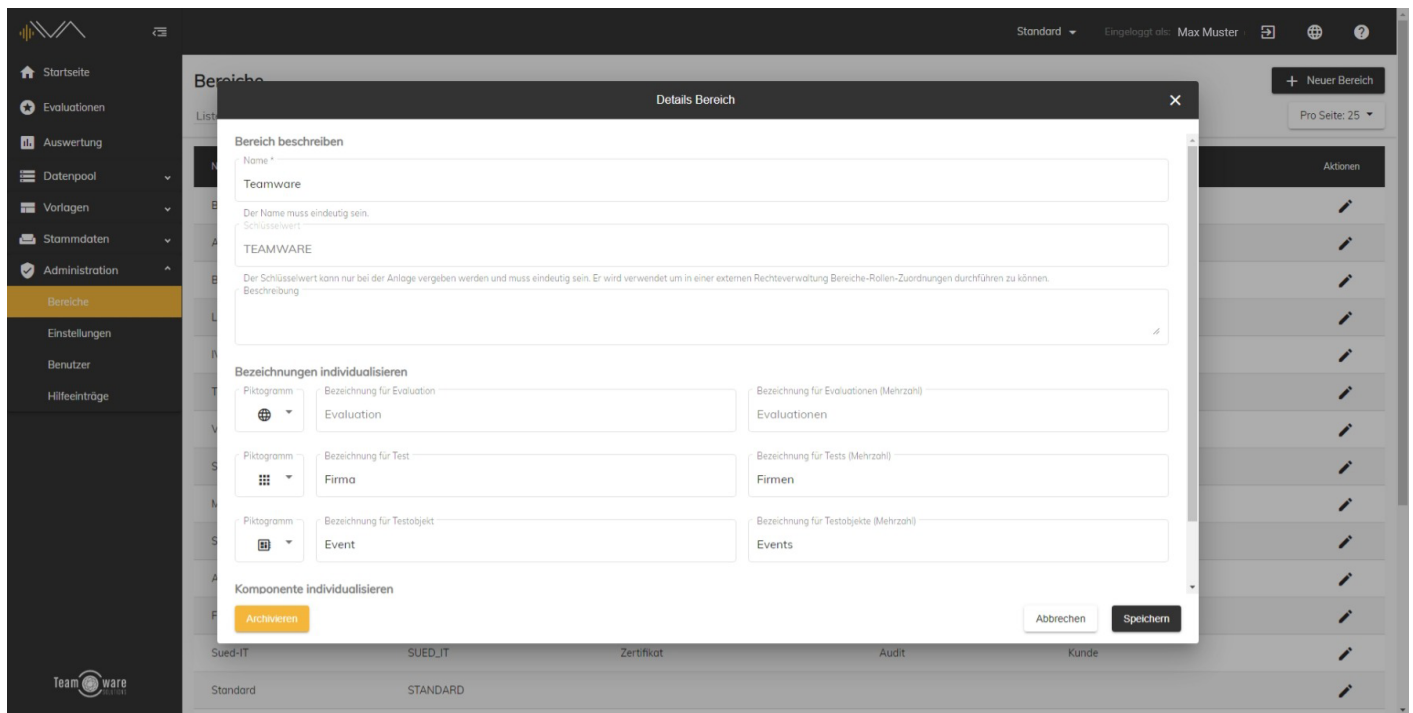 Standard
Eingeloggt als: Max Muster
Startseite
Evaluationen
Auswertung
Datenpool
Vorlagen
Stammdaten
Administration
Bereiche
Einstellungen
Benutzer
Hilfeeinträge
Team ware
SOLUTIONS
Bereiche
+ Neuer Bereich
Pro Seite: 25
Aktionen
Details Bereich
Bereich beschreiben
Name *
Teamware
Der Name muss eindeutig sein.
Schlüsselwert
TEAMWARE
Der Schlüsselwert kann nur bei der Anlage vergeben werden und muss eindeutig sein. Er wird verwendet um in einer externen Rechteverwaltung Bereiche-Rollen-Zuordnungen durchführen zu können.
Beschreibung
Bezeichnungen individualisieren
Piktogramm Bezeichnung für Evaluation Bezeichnung für Evaluationen (Mehrzahl)
Evaluation Evaluationen
Piktogramm Bezeichnung für Test Bezeichnung für Tests (Mehrzahl)
Firma Firmen
Piktogramm Bezeichnung für Testobjekt Bezeichnung für Testobjekte (Mehrzahl)
Event Events
Komponente individualisieren
Archivieren Abbrechen Speichern
Sued-IT SUED_IT Zertifikat Audit Kunde
Standard STANDARD